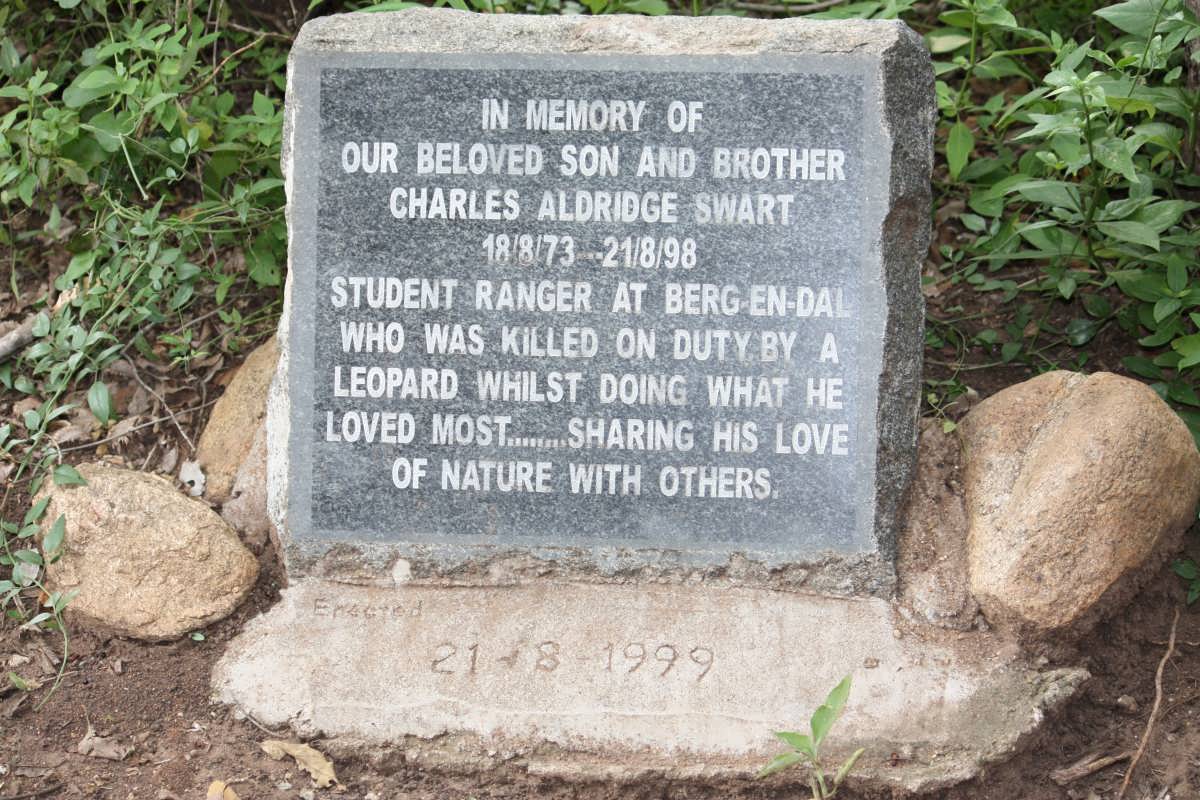 IN MEMORY OF
OUR BELOVED SON AND BROTHER
CHARLES ALDRIDGE SWART
18/8/73---21/8/98
STUDENT RANGER AT BERG-EN-DAL
WHO WAS KILLED ON DUTY.BY A
LEOPARD WHILST DOING WHAT HE
LOVED MOST........SHARING HIS LOVE
OF NATURE WITH OTHERS.
Erected
21-8-1999